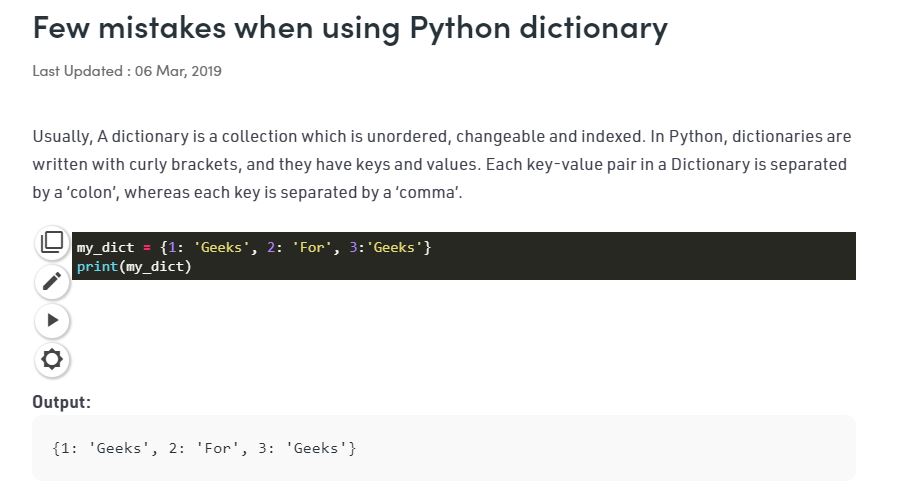 Few mistakes when using Python dictionary
Last Updated : 06 Mar, 2019
Usually, A dictionary is a collection which is unordered, changeable and indexed. In Python, dictionaries are
written with curly brackets, and they have keys and values. Each key-value pair in a Dictionary is separated
by a ‘colon’, whereas each key is separated by a ‘comma’.
my_dict = {1: 'Geeks', 2: 'For', 3:'Geeks'}
print(my_dict)
Output:
{1: 'Geeks', 2: 'For', 3: 'Geeks'}